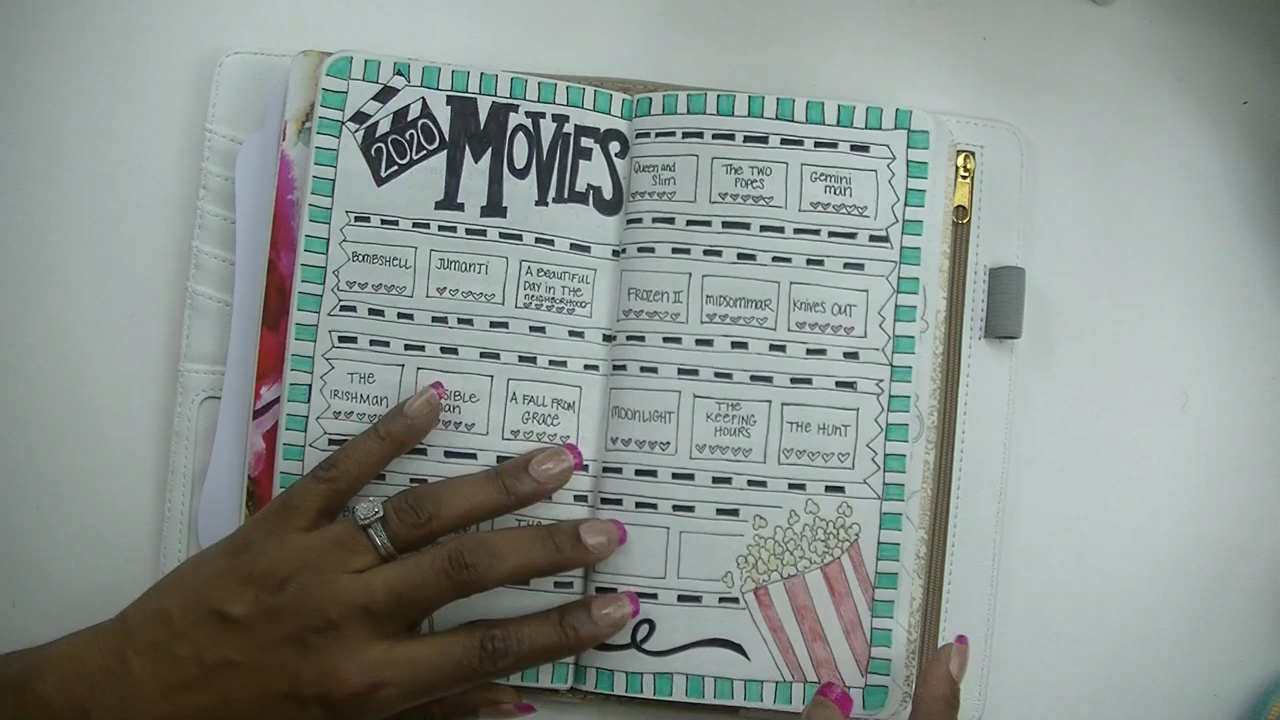 2020
MOVIES
BOMBSHELL
JUMANJI
A BEAUTIFUL
DAY IN THE
NEIGHBORHOOD
THE
IRISHMAN
A FALL FROM
GRACE
THE
Queen and
Slim
The TWO
POPES
Gemini
man
FROZEN II
MIDSOMMAR
KNIVES OUT
MOONLIGHT
THE
KEEPING
HOURS
THE HUNT